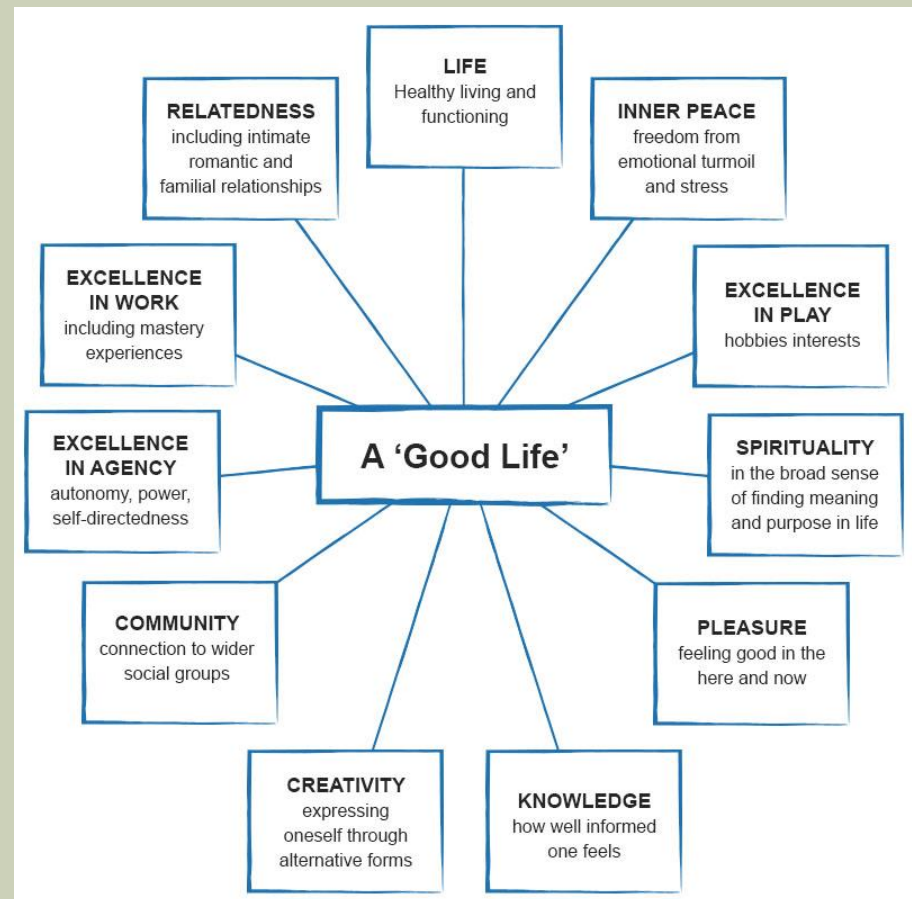 LIFE
Healthy living and
functioning
RELATEDNESS
including intimate
romantic and
familial relationships
INNER PEACE
freedom from
emotional turmoil
and stress
EXCELLENCE
IN WORK
including mastery
experiences
EXCELLENCE
IN PLAY
hobbies interests
A ‘Good Life’
EXCELLENCE
IN AGENCY
autonomy, power,
self-directedness
SPIRITUALITY
in the broad sense
of finding meaning
and purpose in life
COMMUNITY
connection to wider
social groups
PLEASURE
feeling good in the
here and now
CREATIVITY
expressing
oneself through
alternative forms
KNOWLEDGE
how well informed
one feels